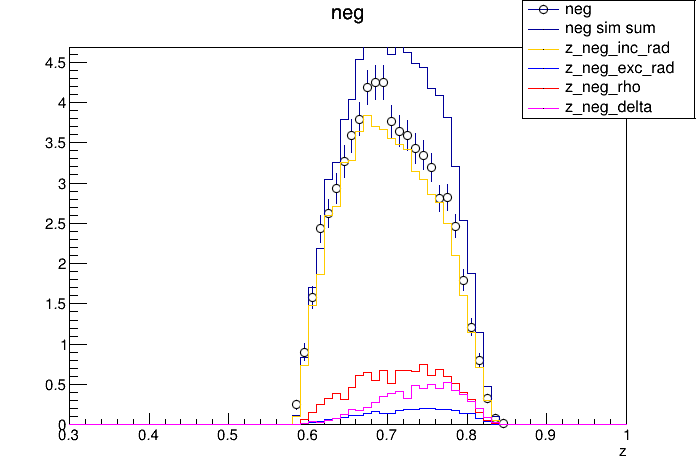 neg
neg
neg sim sum
z_neg_inc_rad
z_neg_exc_rad
z_neg_rho
z_neg_delta
4.5
4
3.5
3
2.5
2
1.5
1
0.5
0
0.3 0.4 0.5 0.6 0.7 0.8 0.9 1
z